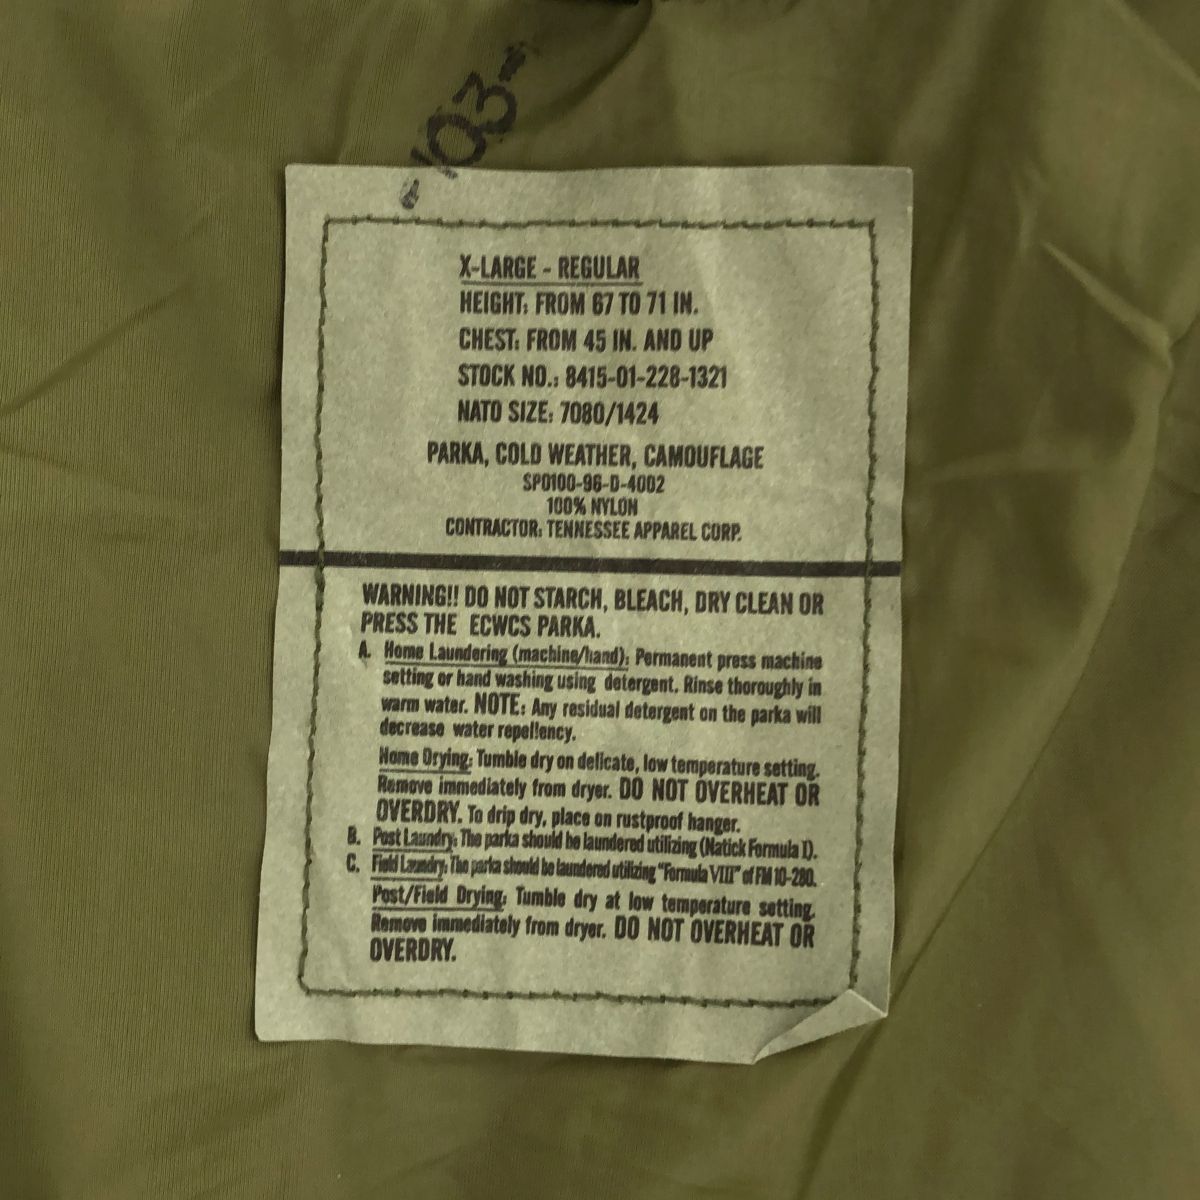 -103-
X-LARGE - REGULAR
HEIGHT: FROM 67 TO 71 IN.
CHEST: FROM 45 IN. AND UP
STOCK NO.: 8415-01-228-1321
NATO SIZE: 7080/1424
PARKA, COLD WEATHER, CAMOUFLAGE
SP0100-96-D-4002
100% NYLON
CONTRACTOR: TENNESSEE APPAREL CORP.
WARNING!! DO NOT STARCH, BLEACH, DRY CLEAN OR
PRESS THE ECWCS PARKA.
A. Home Laundering (machine/hand): Permanent press machine
setting or hand washing using detergent. Rinse thoroughly in
warm water. NOTE: Any residual detergent on the parka will
decrease water repellency.
Home Drying: Tumble dry on delicate, low temperature setting.
Remove immediately from dryer. DO NOT OVERHEAT OR
OVERDRY. To drip dry, place on rustproof hanger.
B. Post Laundry: The parka should be laundered utilizing (Natick Formula I).
C. Field Laundry: The parka should be laundered utilizing "Formula VIII" of FM 10-280.
Post/Field Drying: Tumble dry at low temperature setting.
Remove immediately from dryer. DO NOT OVERHEAT OR
OVERDRY.